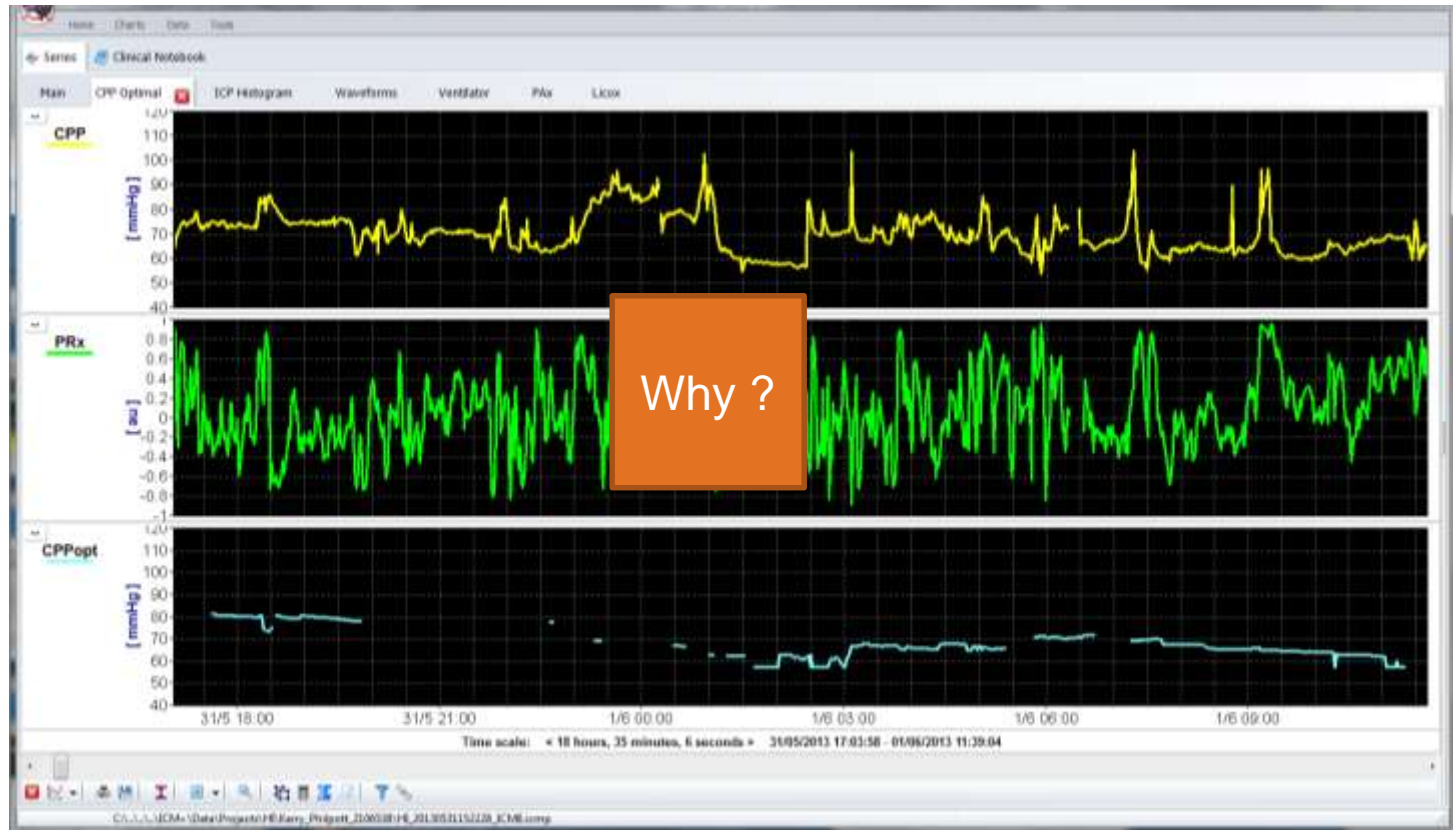 Home Charts Data Tools
Series Clinical Notebook
Main CPP Optimal ICP Histogram Waveforms Ventilator PAx Licox
CPP
[ mmHg ]
120
110
100
90
80
70
60
50
40
PRx
[ au ]
1
0.8
0.6
0.4
0.2
0
-0.2
-0.4
-0.6
-0.8
-1
Why ?
CPPopt
[ mmHg ]
120
110
100
90
80
70
60
50
40
31/5 18:00 31/5 21:00 1/6 00:00 1/6 03:00 1/6 06:00 1/6 09:00
Time scale: < 18 hours, 35 minutes, 6 seconds > 31/05/2013 17:03:58 - 01/06/2013 11:39:04